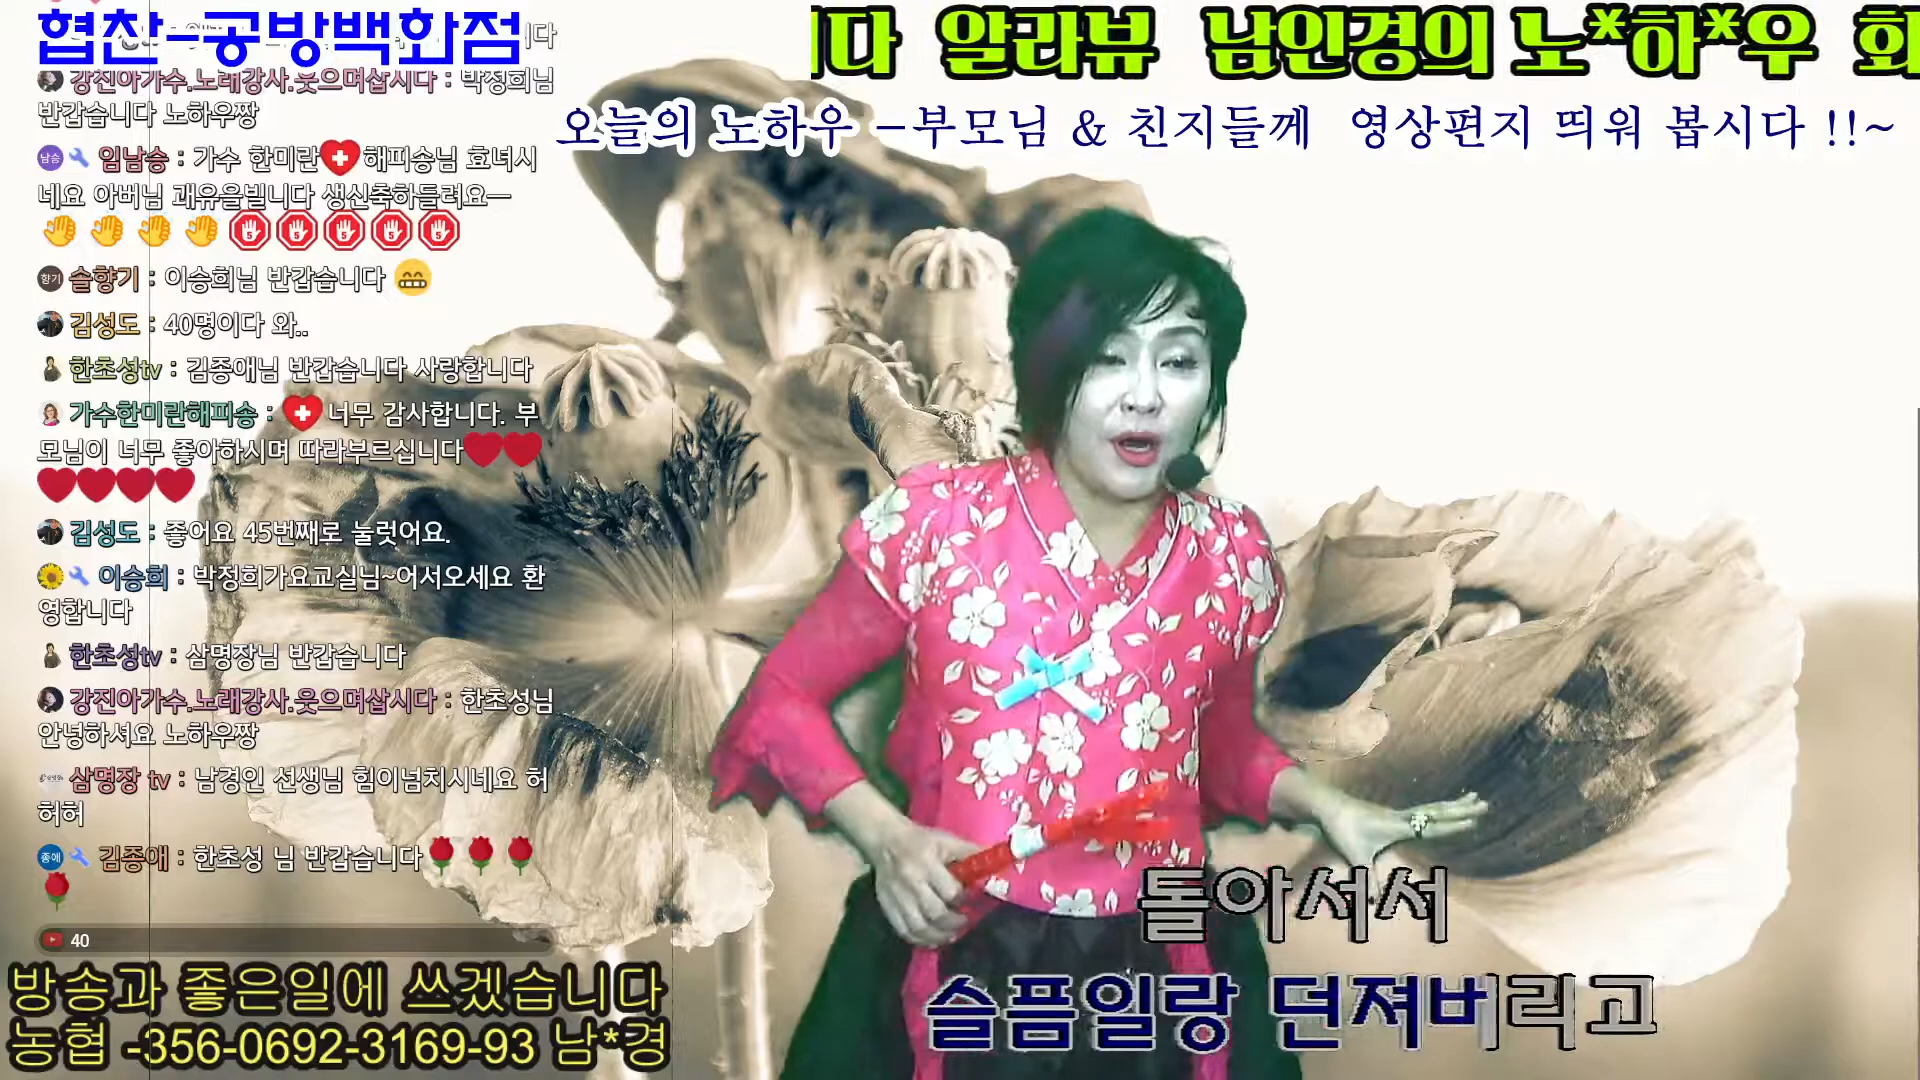 협찬-공방백화점
니다 알라뷰 남인경의 노*하*우 회
오늘의 노하우 -부모님 & 친지들께 영상편지 띄워 봅시다 !!~
강진아가수.노래강사.웃으며삽시다 : 박정희님
반갑습니다 노하우짱
남승 임남승 : 가수 한미란 해피송님 효녀시
네요 아버님 괘유을빌니다 생신축하들려요ㅡ
향기 솔향기 : 이승희님 반갑습니다
김성도 : 40명이다 와..
한초성tv : 김종애님 반갑습니다 사랑합니다
가수한미란해피송 : 너무 감사합니다. 부
모님이 너무 좋아하시며 따라부르십니다
김성도 : 좋어요 45번째로 눌럿어요.
이승희 : 박정희가요교실님~어서오세요 환
영합니다
한초성tv : 삼명장님 반갑습니다
강진아가수.노래강사.웃으며삽시다 : 한초성님
안녕하셔요 노하우짱
삼명장 tv : 남경인 선생님 힘이넘치시네요 허
허허
종애 김종애 : 한초성 님 반갑습니다
40
방송과 좋은일에 쓰겠습니다
농협 -356-0692-3169-93 남*경
돌아서서
슬픔일랑 던져버리고